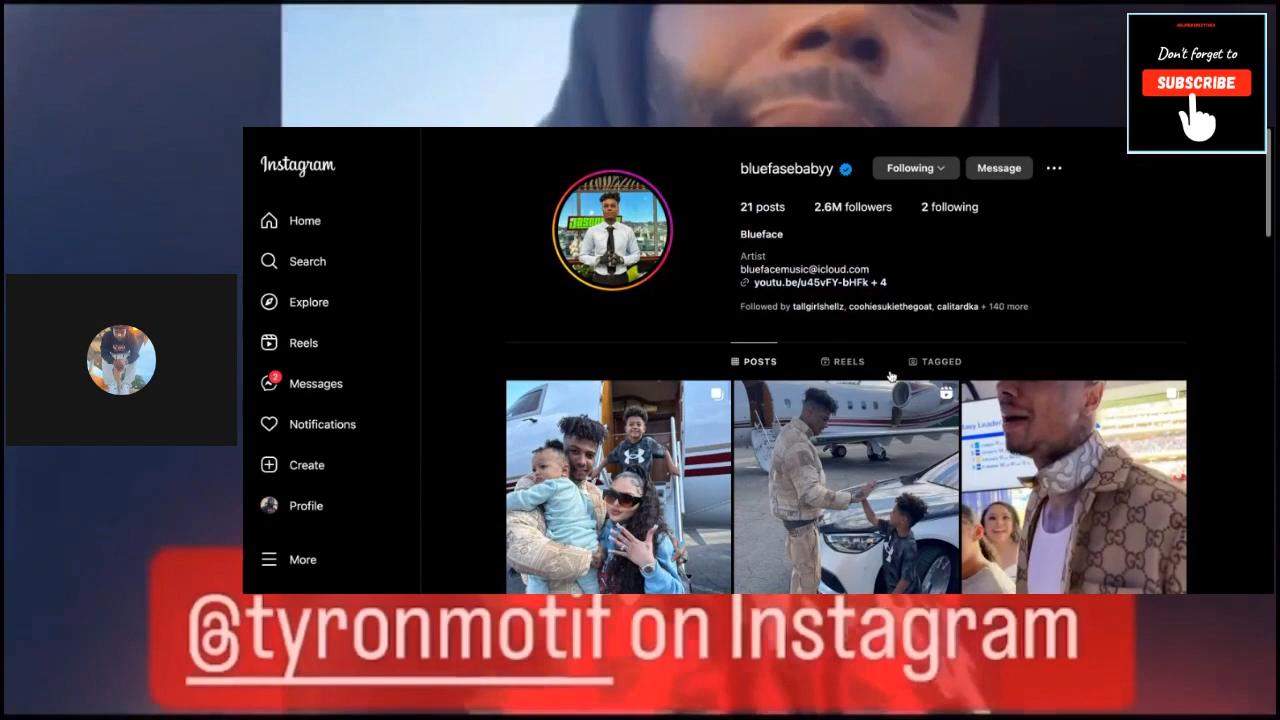 Don't forget to
SUBSCRIBE
Instagram
Home
Search
Explore
Reels
2
Messages
Notifications
Create
Profile
More
bluefasebabyy
Following
Message
21 posts 2.6M followers 2 following
Blueface
Artist
bluefacemusic@icloud.com
youtu.be/u45vFY-bHFk + 4
Followed by tallgirlshellz, coohiesukiethegoat, calitardka + 140 more
POSTS REELS TAGGED
@tyronmotif on Instagram